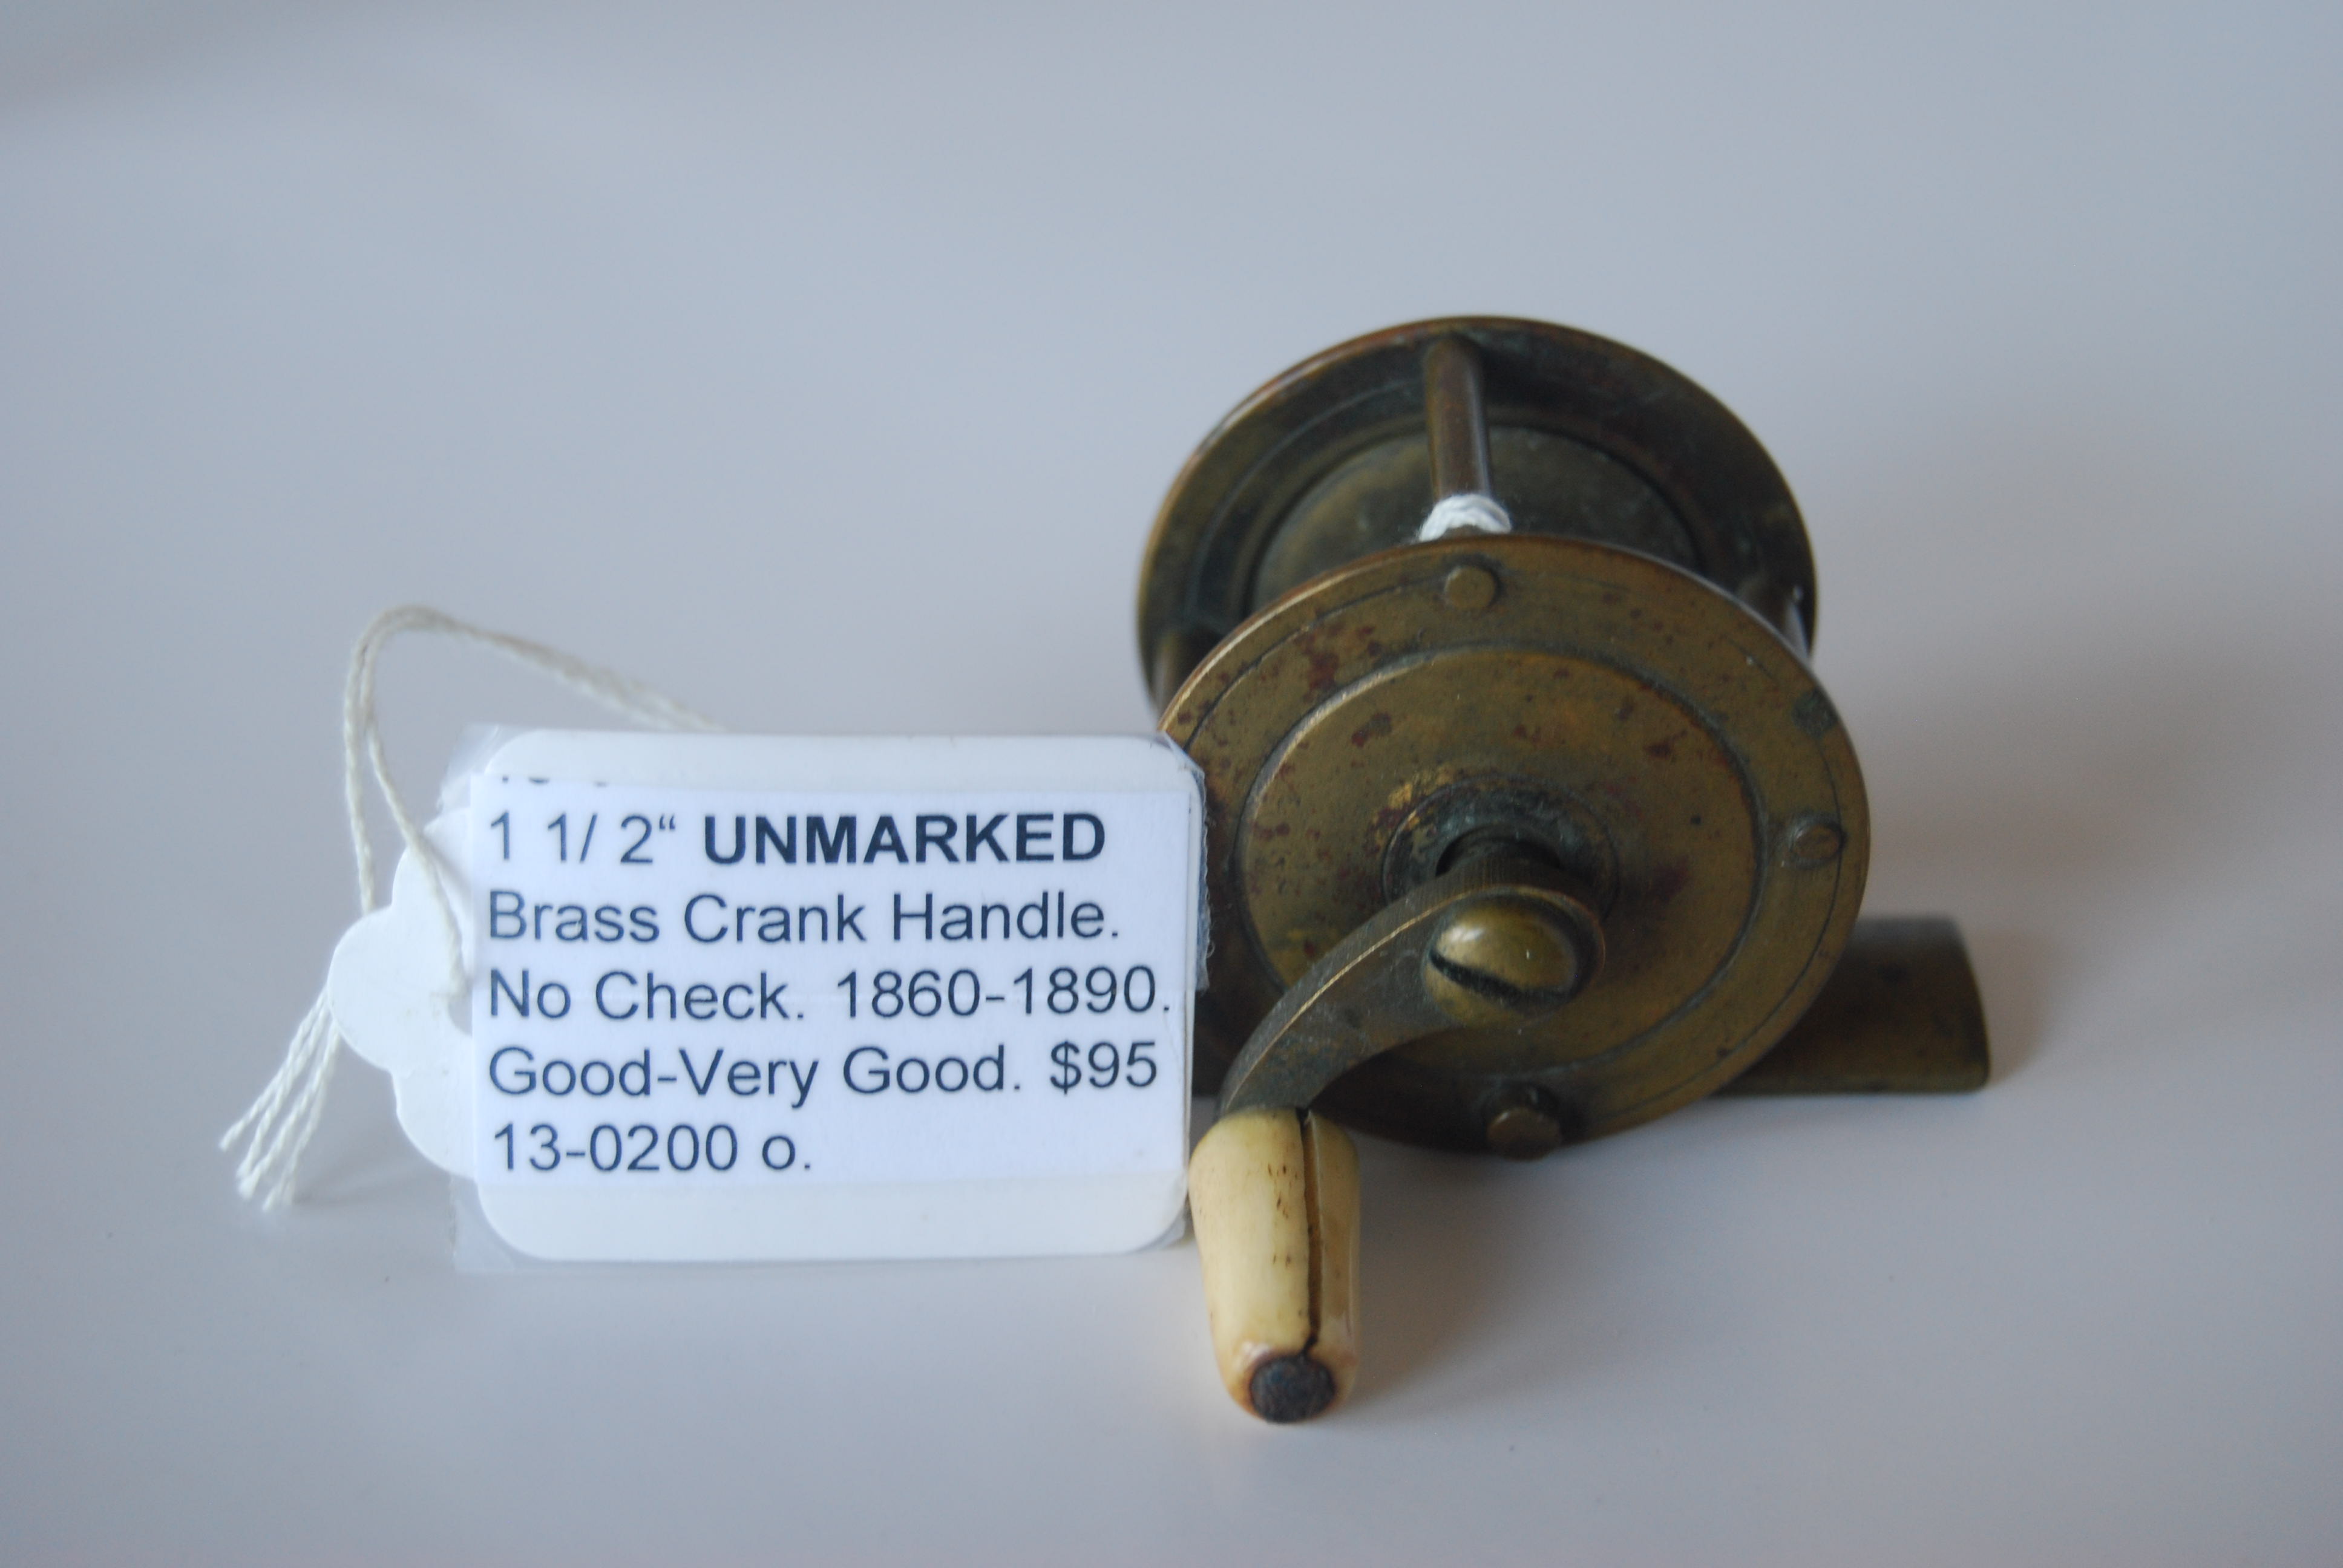 1 1/ 2“ UNMARKED
Brass Crank Handle.
No Check. 1860-1890.
Good-Very Good. $95
13-0200 o.